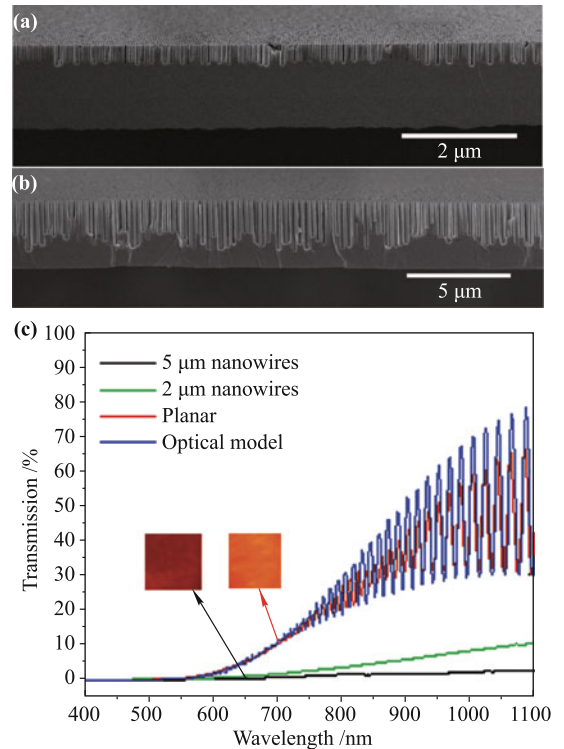 (a)
2 μm
(b)
5 μm
(c)
100
90
80
70
60
50
40
30
20
10
0
Transmission /%
5 μm nanowires
2 μm nanowires
Planar
Optical model
400 500 600 700 800 900 1000 1100
Wavelength /nm